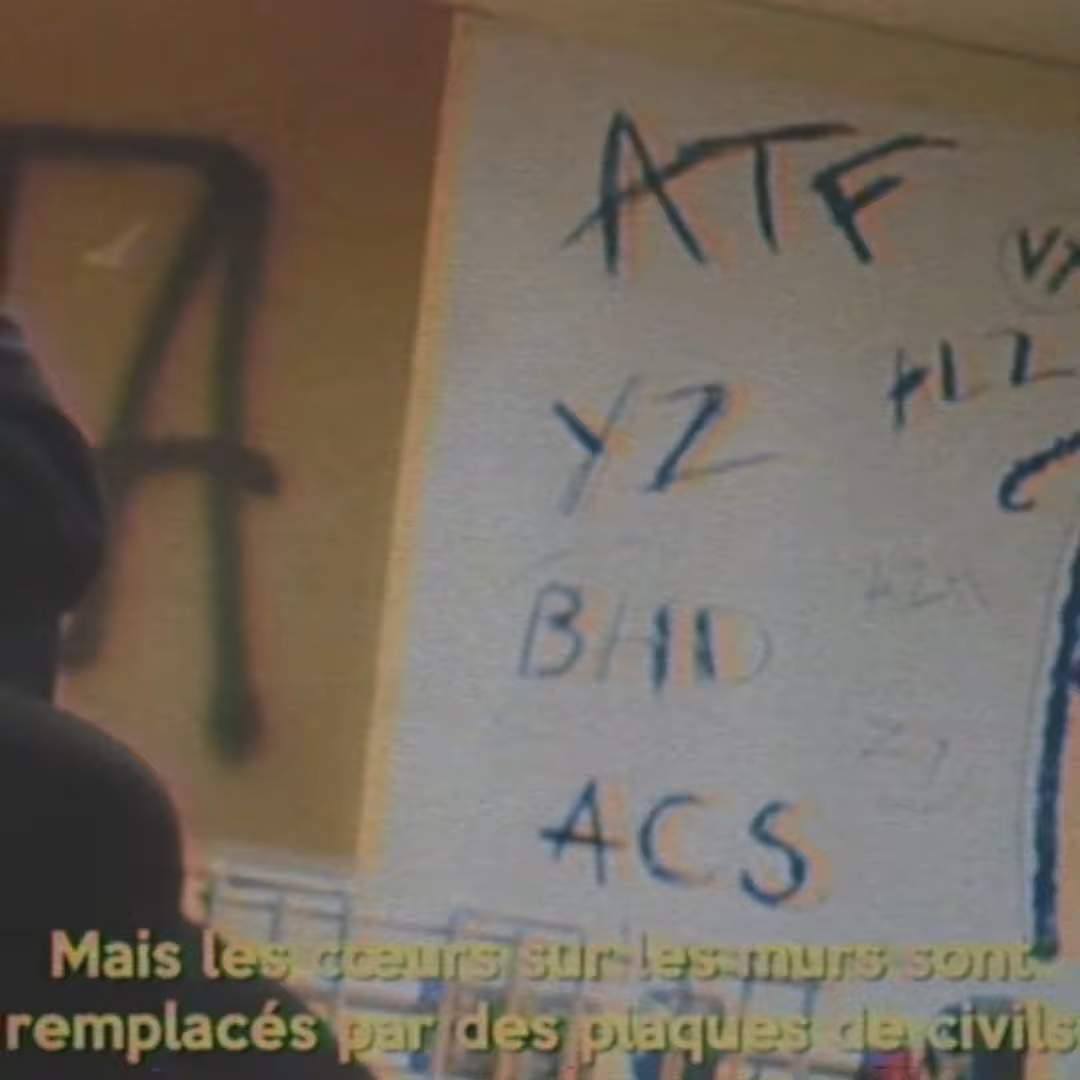 A
ATF
YZ
BHD
ACS
Mais les cœurs sur les murs sont
remplacés par des plaques de civils